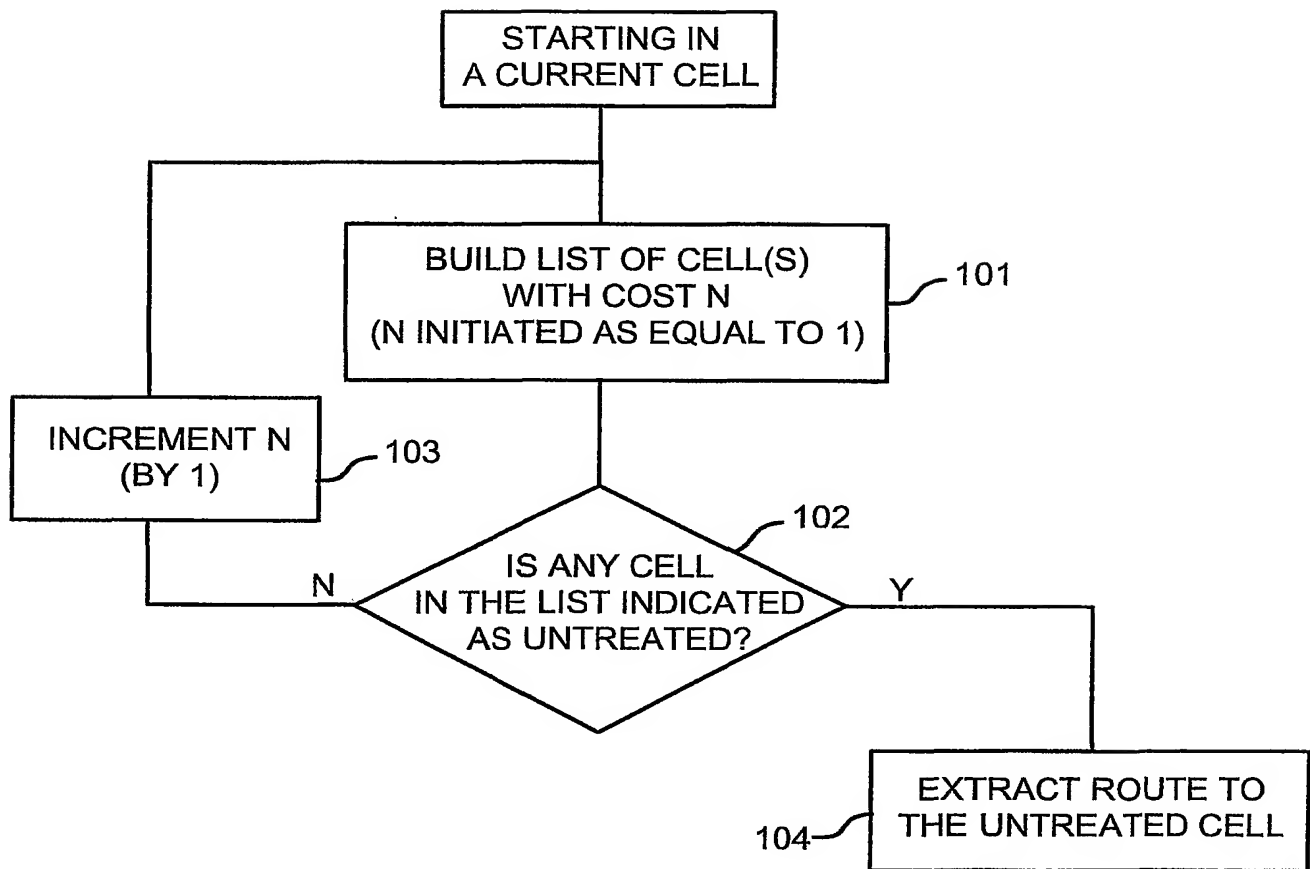 STARTING IN
A CURRENT CELL
BUILD LIST OF CELL(S)
WITH COST N
(N INITIATED AS EQUAL TO 1)
101
INCREMENT N
(BY 1)
103
102
IS ANY CELL
IN THE LIST INDICATED
AS UNTREATED?
N
Y
EXTRACT ROUTE TO
THE UNTREATED CELL
104